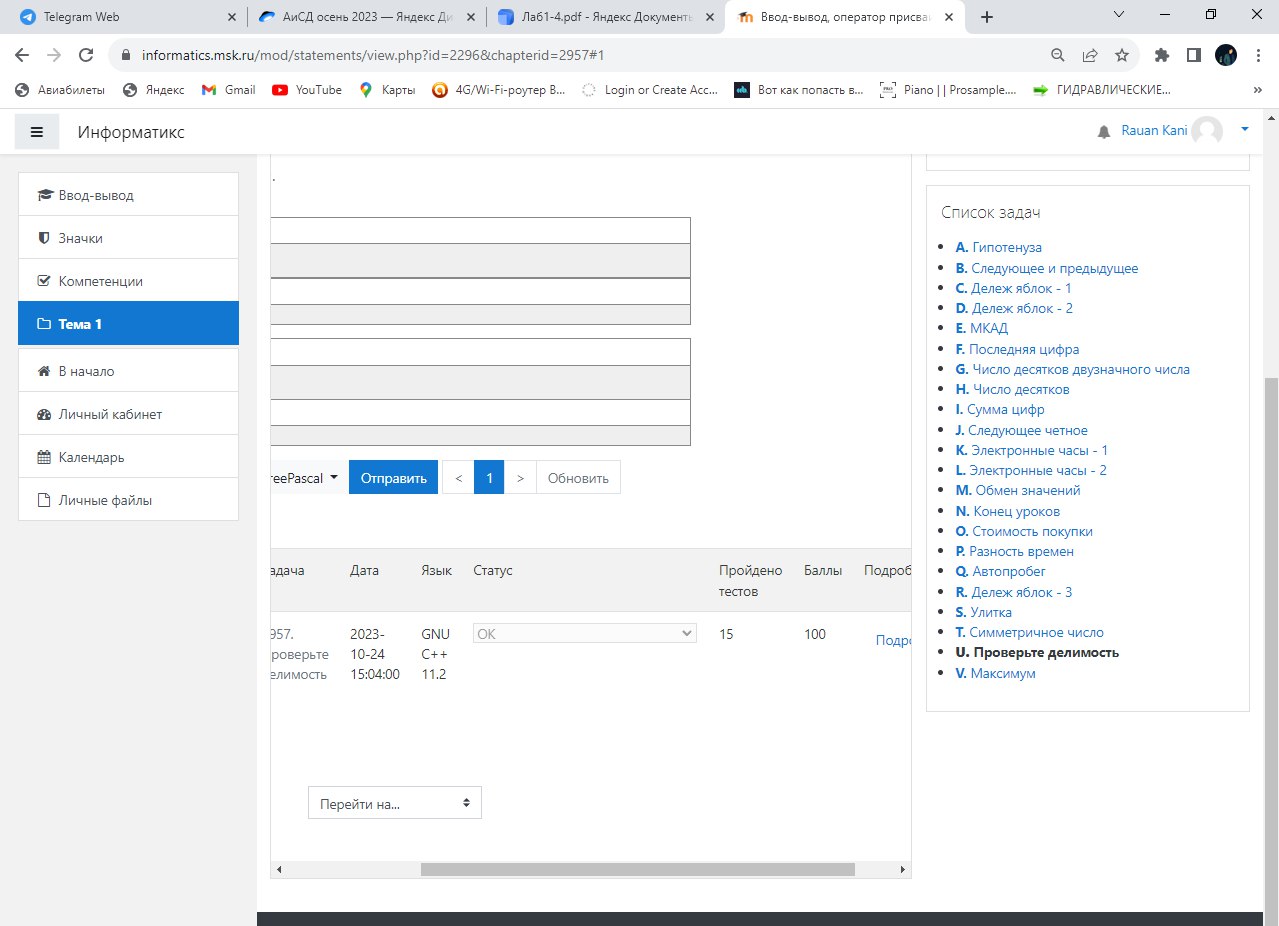 Telegram Web
АиСД осень 2023 — Яндекс Ди
Лаб1-4.pdf - Яндекс Документы
Ввод-вывод, оператор присваи
informatics.msk.ru/mod/statements/view.php?id=2296&chapterid=2957#1
Авиабилеты
Яндекс
Gmail
YouTube
Карты
4G/Wi-Fi-роутер B...
Login or Create Acc...
Вот как попасть в...
Piano | | Prosample....
ГИДРАВЛИЧЕСКИЕ...
»
Информатикс
Rauan Kani
Ввод-вывод
Значки
Компетенции
Тема 1
В начало
Личный кабинет
Календарь
Личные файлы
.
reePascal
Отправить
<
1
>
Обновить
адача
Дата
Язык
Статус
Пройдено
тестов
Баллы
Подроб
957.
роверьте
елимость
2023-
10-24
15:04:00
GNU
C++
11.2
OK
15
100
Подро
Перейти на...
Список задач
A. Гипотенуза
B. Следующее и предыдущее
C. Дележ яблок - 1
D. Дележ яблок - 2
E. МКАД
F. Последняя цифра
G. Число десятков двузначного числа
H. Число десятков
I. Сумма цифр
J. Следующее четное
K. Электронные часы - 1
L. Электронные часы - 2
M. Обмен значений
N. Конец уроков
O. Стоимость покупки
P. Разность времен
Q. Автопробег
R. Дележ яблок - 3
S. Улитка
T. Симметричное число
U. Проверьте делимость
V. Максимум